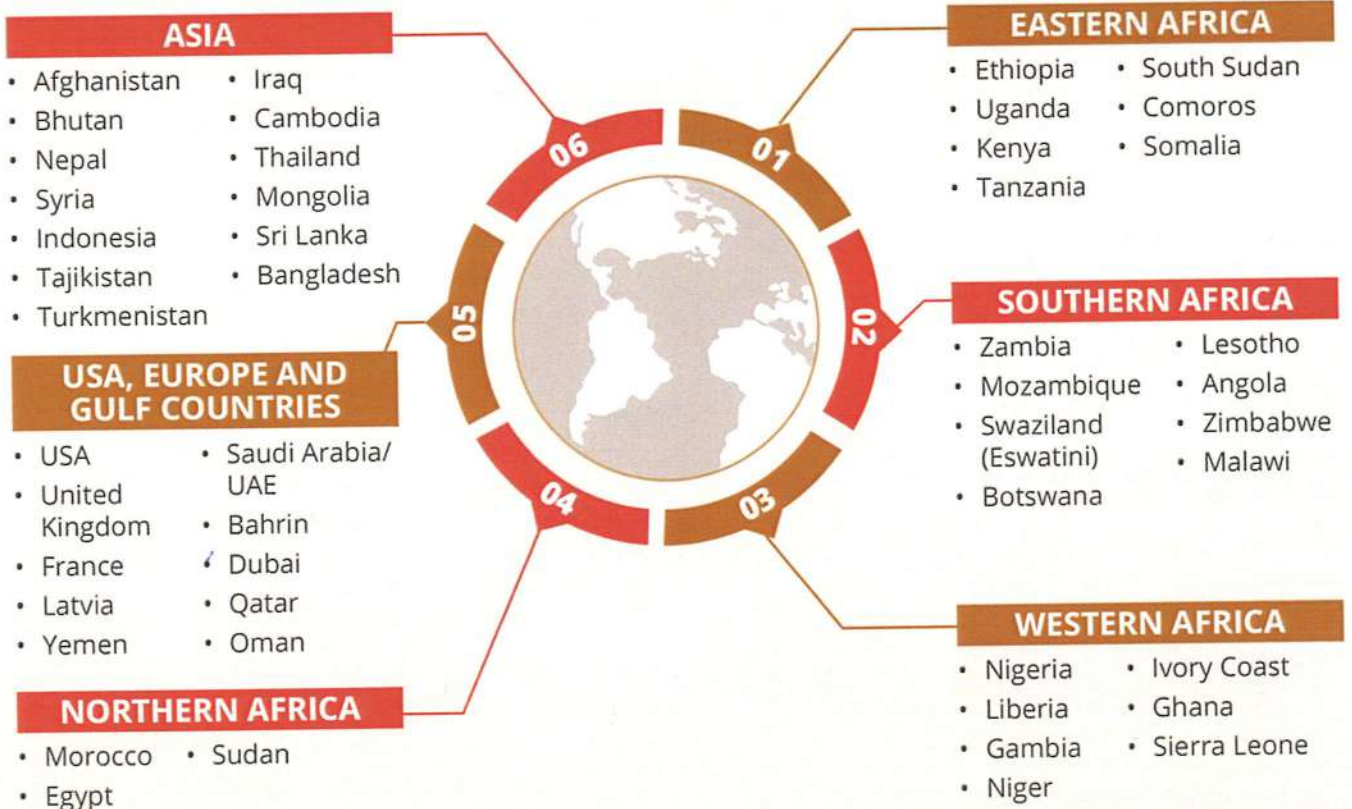 ASIA
• Afghanistan
• Bhutan
• Nepal
• Syria
• Indonesia
• Tajikistan
• Turkmenistan
• Iraq
• Cambodia
• Thailand
• Mongolia
• Sri Lanka
• Bangladesh
EASTERN AFRICA
• Ethiopia
• Uganda
• Kenya
• Tanzania
• South Sudan
• Comoros
• Somalia
06
01
05
02
04
03
SOUTHERN AFRICA
• Zambia
• Mozambique
• Swaziland
(Eswatini)
• Botswana
• Lesotho
• Angola
• Zimbabwe
• Malawi
USA, EUROPE AND
GULF COUNTRIES
• USA
• United
Kingdom
• France
• Latvia
• Yemen
• Saudi Arabia/
UAE
• Bahrin
• Dubai
• Qatar
• Oman
WESTERN AFRICA
• Nigeria
• Liberia
• Gambia
• Niger
• Ivory Coast
• Ghana
• Sierra Leone
NORTHERN AFRICA
• Morocco
• Egypt
• Sudan